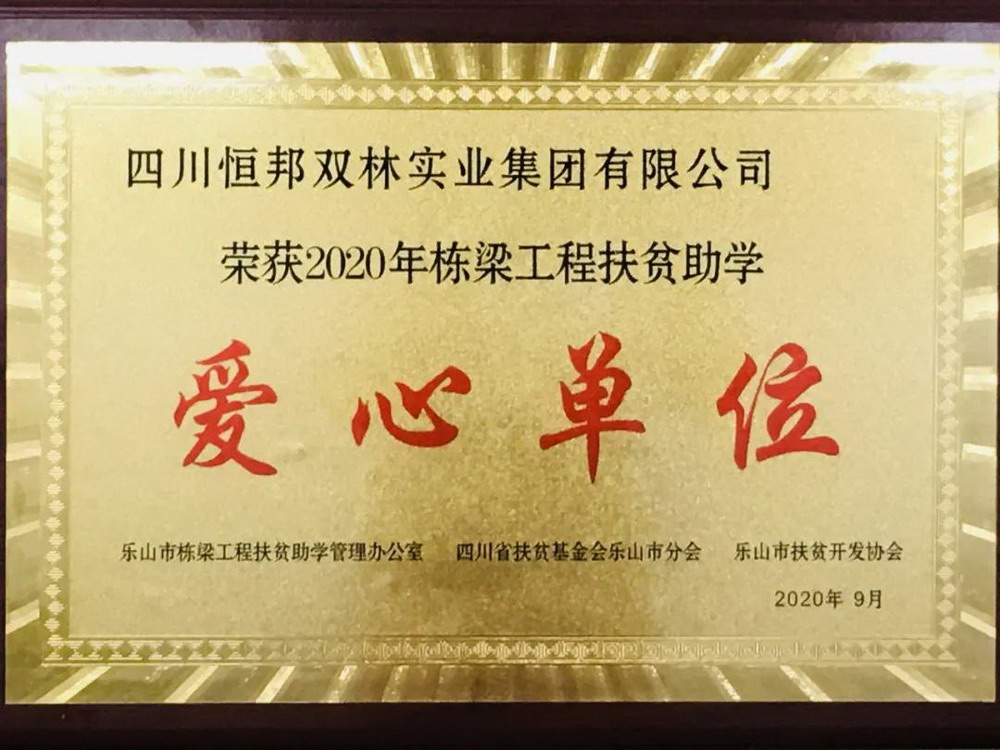 四川恒邦双林实业集团有限公司
荣获2020年栋梁工程扶贫助学
爱心单位
乐山市栋梁工程扶贫助学管理办公室 四川省扶贫基金会乐山市分会 乐山市扶贫开发协会
2020年 9月